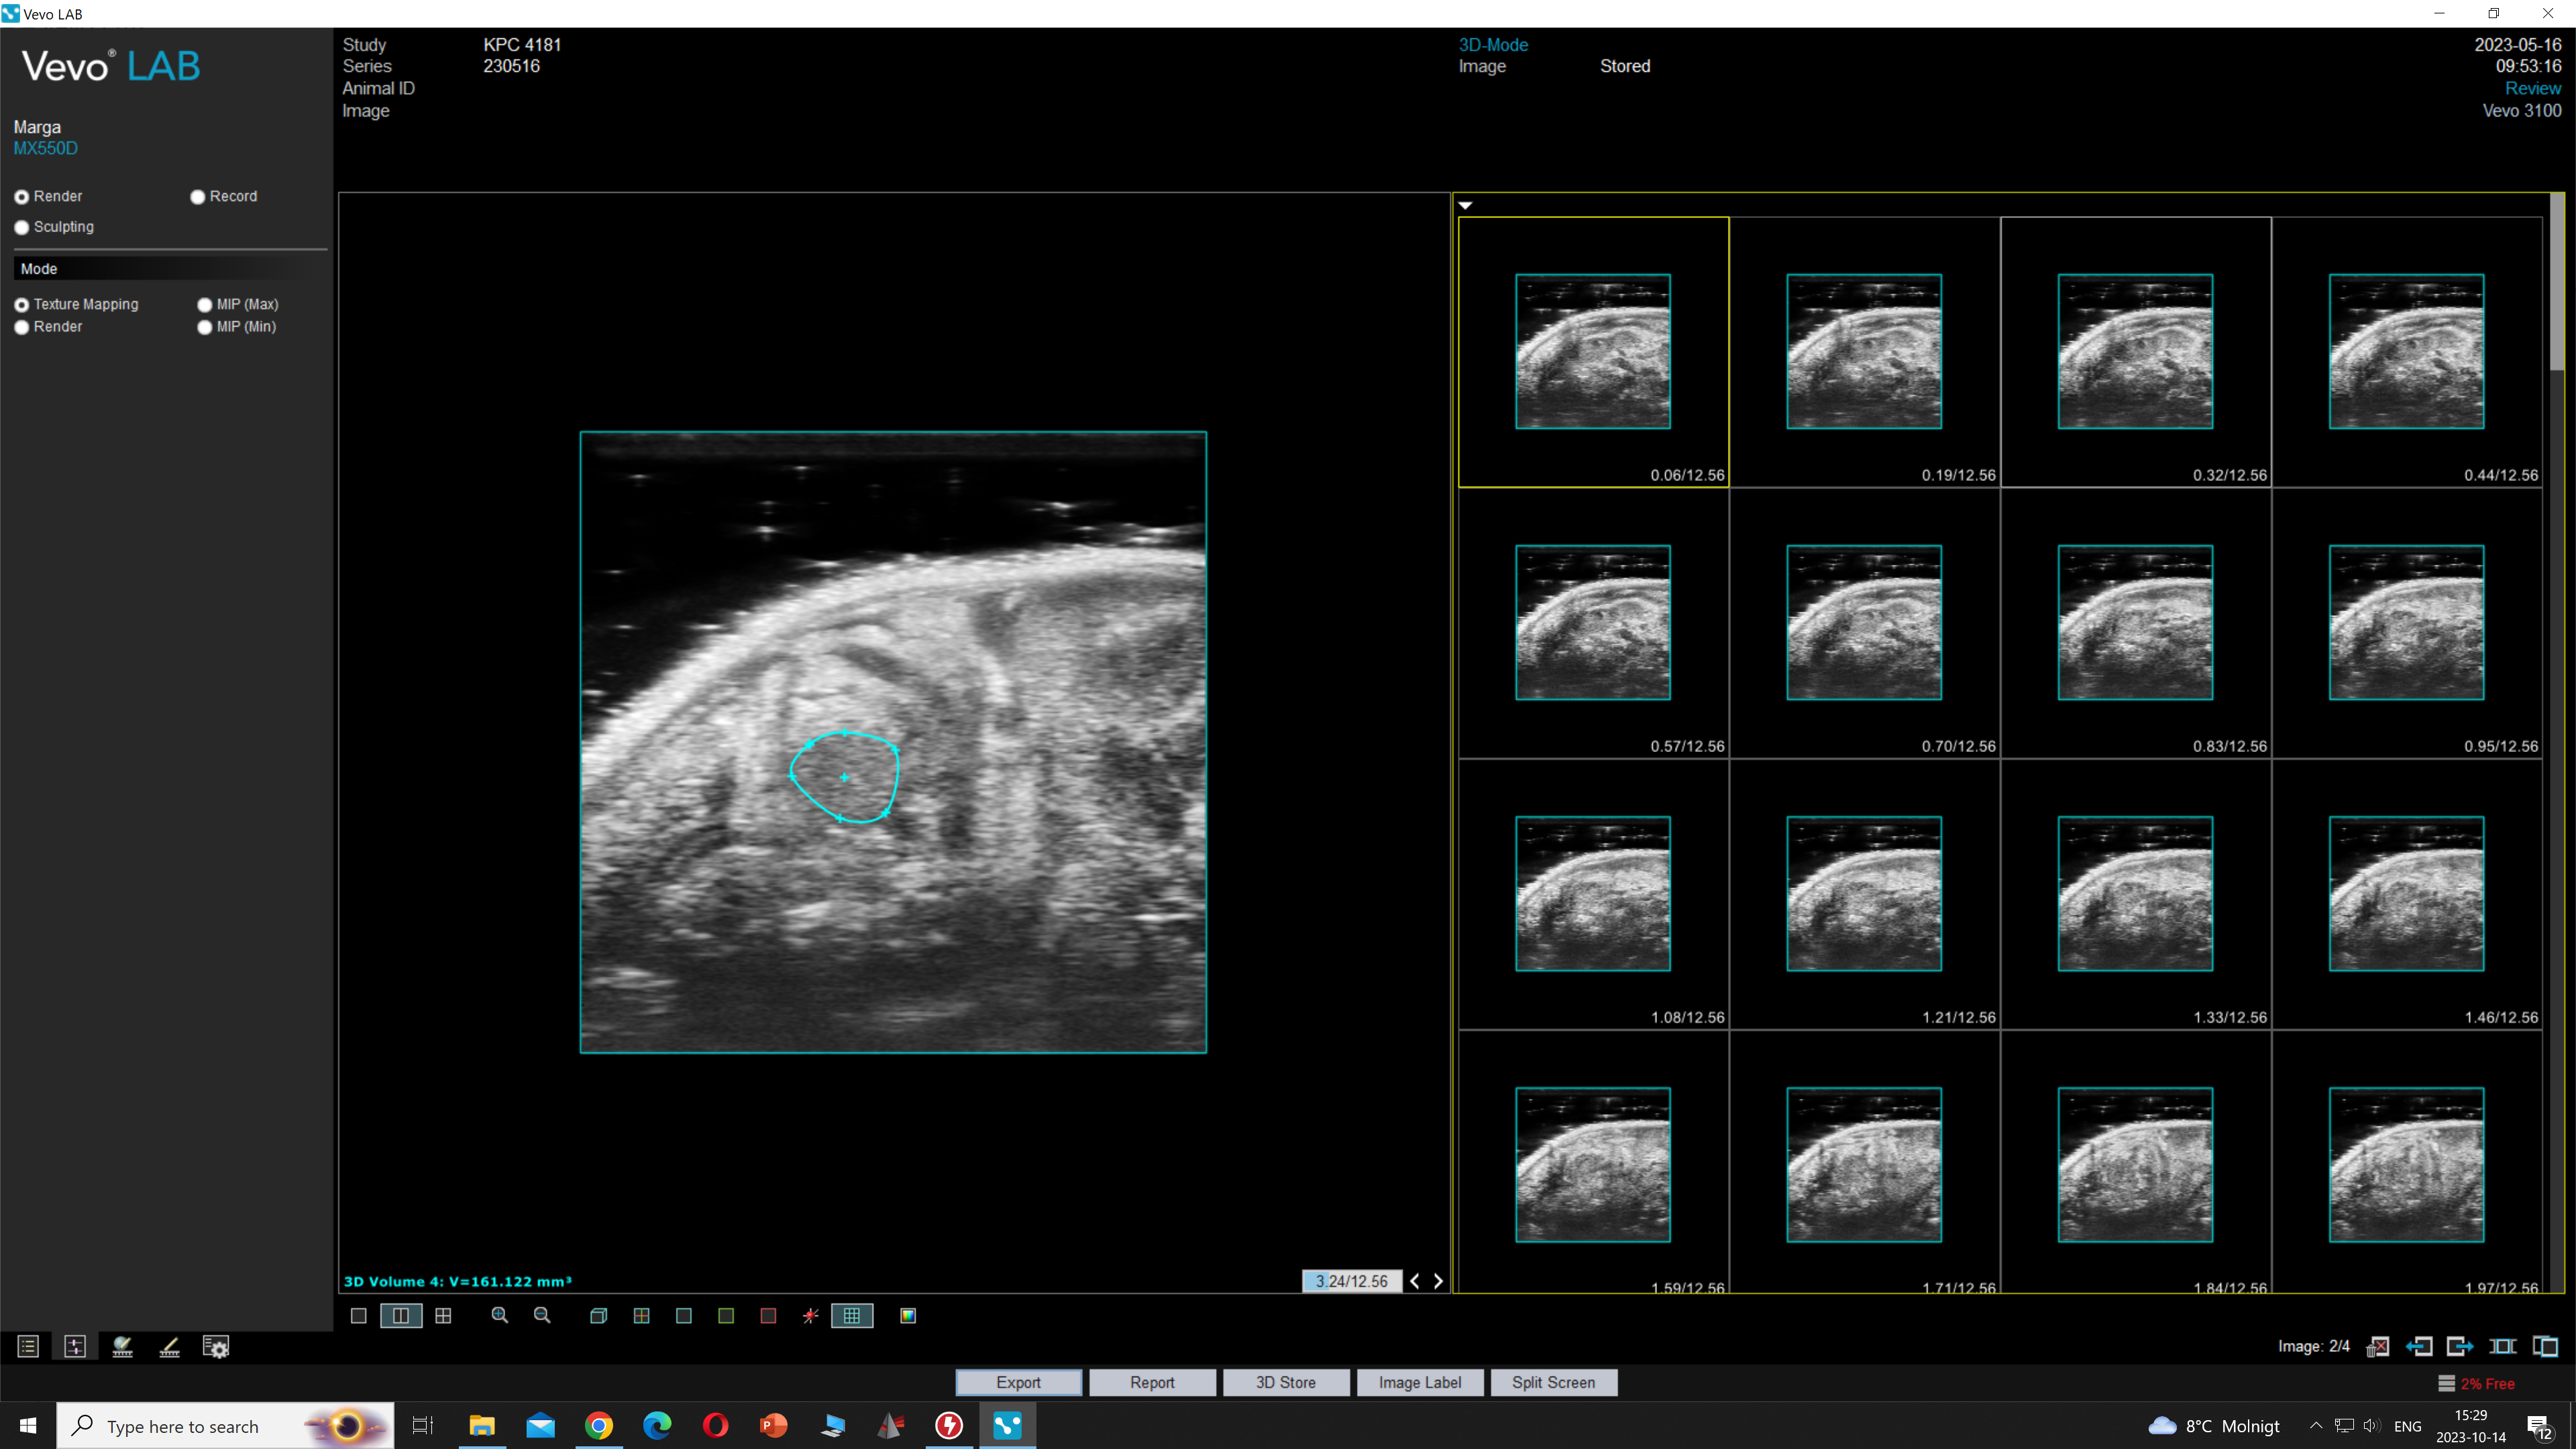 Vevo LAB
Vevo® LAB
Marga
MX550D
Render
Record
Sculpting
Mode
Texture Mapping
MIP (Max)
Render
MIP (Min)
Study KPC 4181
Series 230516
Animal ID
Image
3D-Mode
Image Stored
2023-05-16
09:53:16
Review
Vevo 3100
0.06/12.56
0.19/12.56
0.32/12.56
0.44/12.56
0.57/12.56
0.70/12.56
0.83/12.56
0.95/12.56
1.08/12.56
1.21/12.56
1.33/12.56
1.46/12.56
1.59/12.56
1.71/12.56
1.84/12.56
1.97/12.56
3D Volume 4: V=161.122 mm³
3.24/12.56
Image: 2/4
Export
Report
3D Store
Image Label
Split Screen
2% Free
Type here to search
8°C Molnigt
ENG
15:29
2023-10-14
12